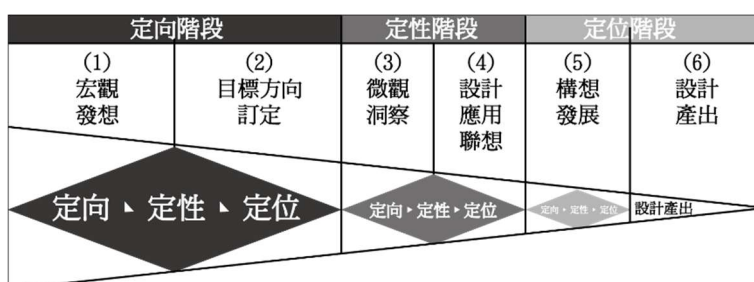 定向階段
定性階段
定位階段
(1)
宏觀
發想
(2)
目標方向
訂定
(3)
微觀
洞察
(4)
設計
應用
聯想
(5)
構想
發展
(6)
設計
產出
定向 定性 定位
定向 定性 定位
定向 定性 定位
設計產出